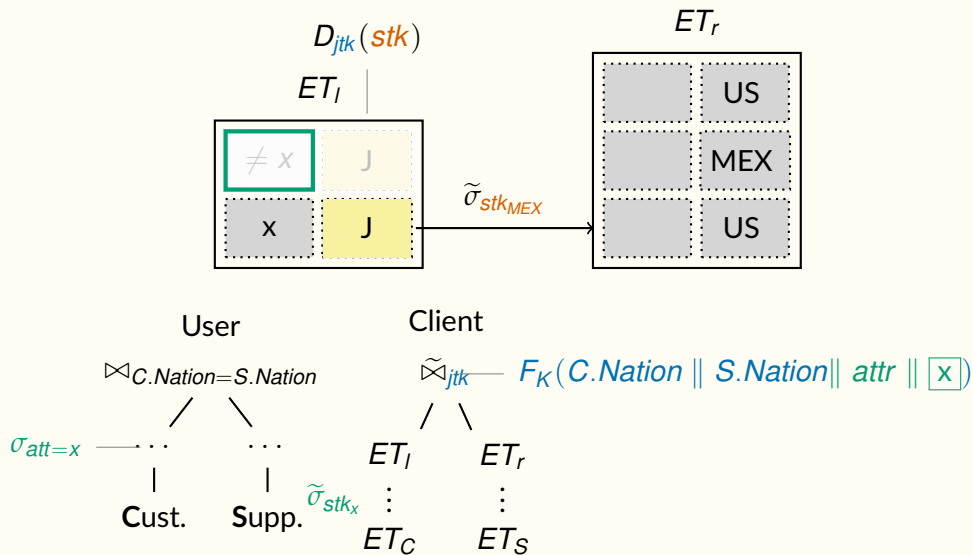 D_jtk(stk)
ET_l
ET_r
≠ x J
x J
σ̃_stk_MEX
US
MEX
US
User
Client
⋈_C.Nation=S.Nation
⋈̃_jtk
F_K(C.Nation ∥ S.Nation ∥ attr ∥ x)
σ_att=x
··· ···
ET_l ET_r
⋮ ⋮
Cust. Supp.
σ̃_stk_x
ET_C ET_S